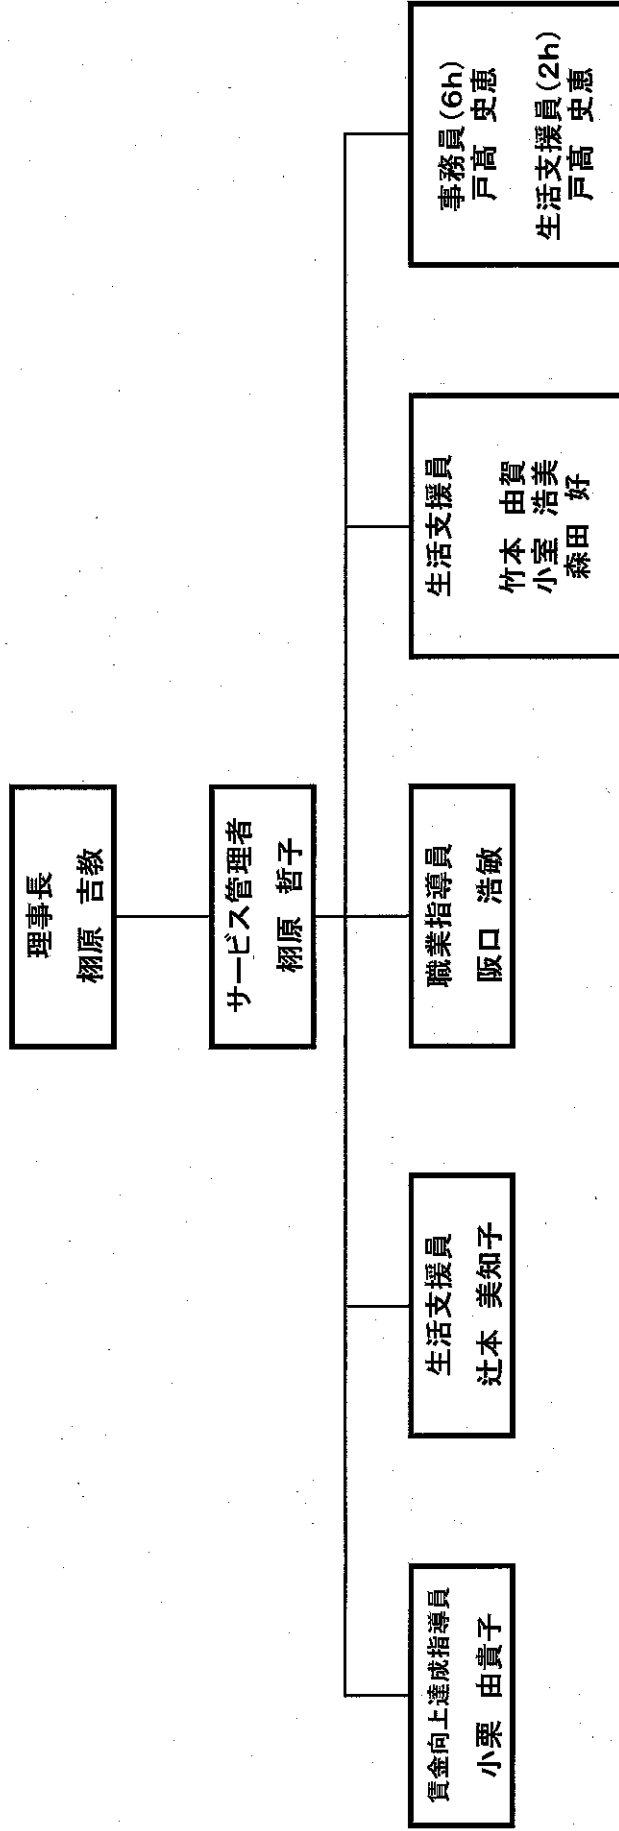 理事長
栩原 吉教
サービス管理者
栩原 哲子
賃金向上達成指導員
小栗 由貴子
生活支援員
辻本 美知子
職業指導員
阪口 浩敏
生活支援員
竹本 由賀
小室 浩美
森田 好
事務員(6h)
戸髙 史恵
生活支援員(2h)
戸髙 史恵